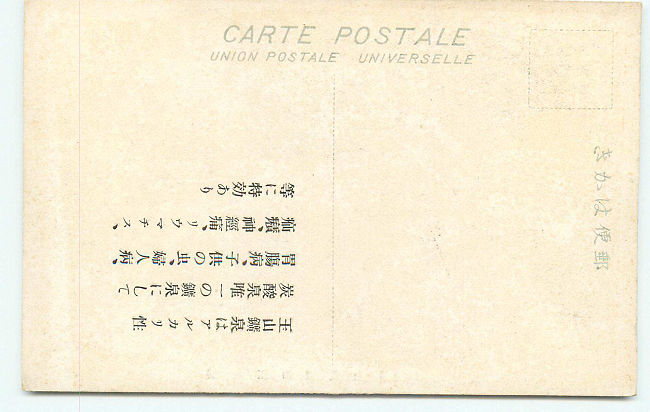 CARTE POSTALE
UNION POSTALE UNIVERSELLE
郵便はかき
王山鑛泉はアルカリ性
炭酸泉唯一の鑛泉にして
胃腸病、子供の虫、婦人病、
疝癪、神經痛、リウマチス、
等に特効あり